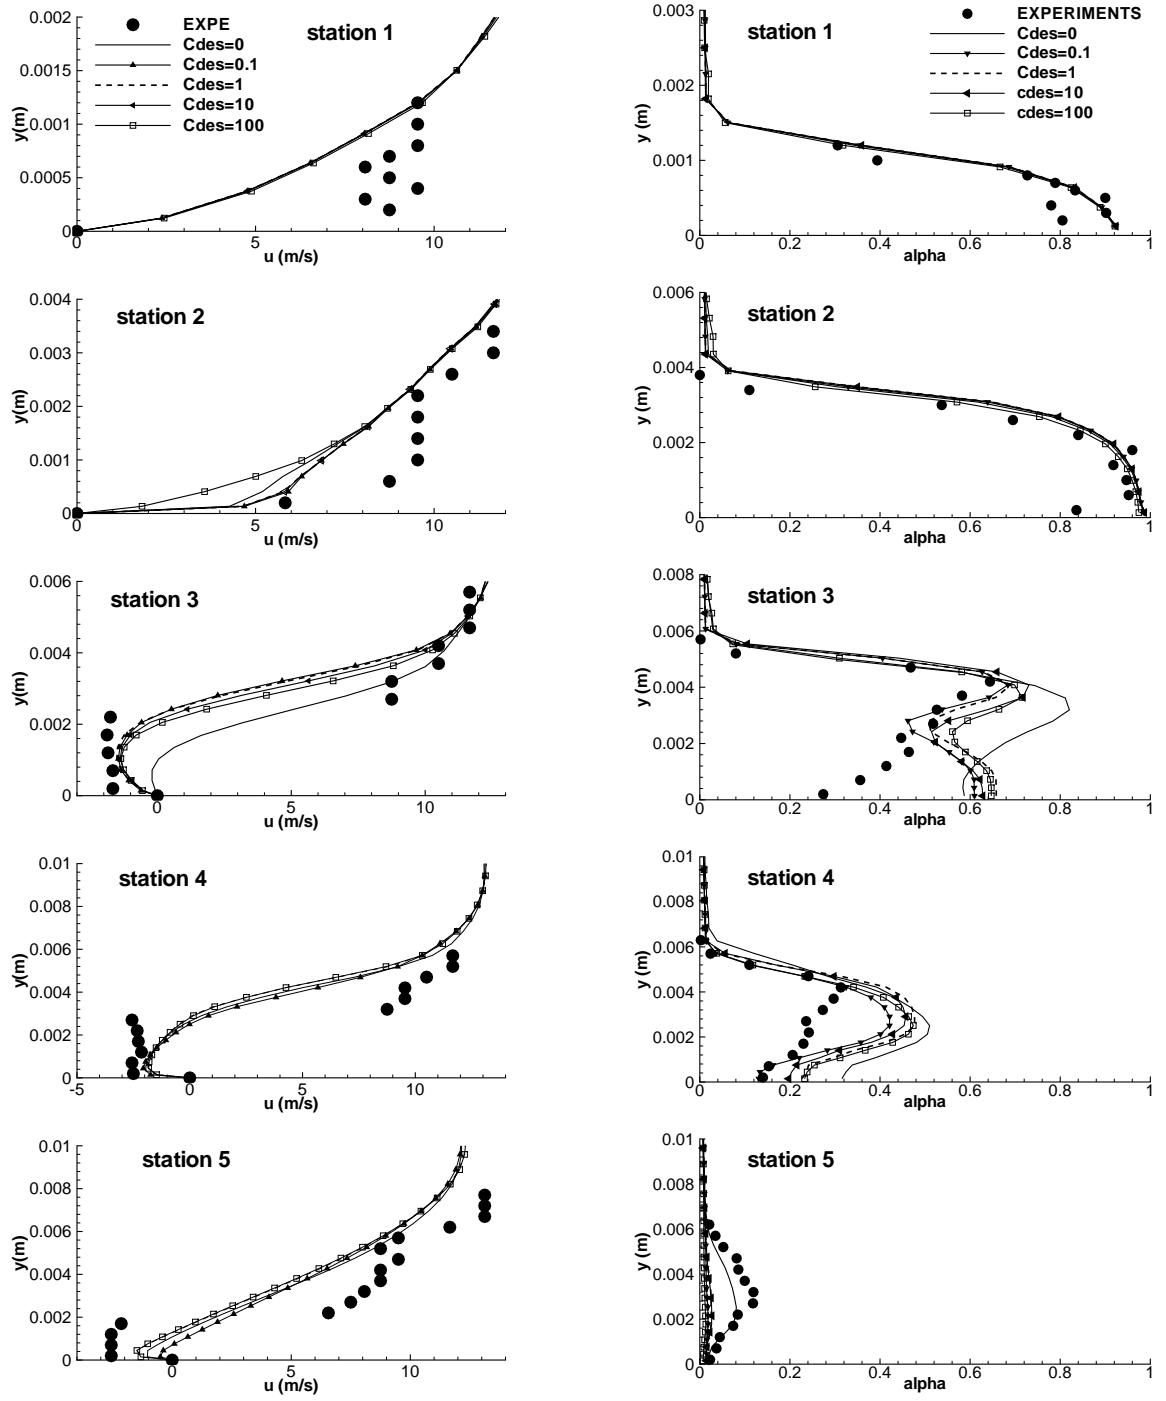 EXPE
Cdes=0
Cdes=0.1
Cdes=1
Cdes=10
Cdes=100
station 1
y(m)
0.002
0.0015
0.001
0.0005
0
0 5 10
u (m/s)
EXPERIMENTS
Cdes=0
Cdes=0.1
Cdes=1
cdes=10
cdes=100
station 1
y (m)
0.003
0.002
0.001
0
0 0.2 0.4 0.6 0.8 1
alpha
station 2
y(m)
0.004
0.003
0.002
0.001
0
0 5 10
u (m/s)
station 2
y (m)
0.006
0.004
0.002
0
0 0.2 0.4 0.6 0.8 1
alpha
station 3
y(m)
0.006
0.004
0.002
0
0 5 10
u (m/s)
station 3
y (m)
0.008
0.006
0.004
0.002
0
0 0.2 0.4 0.6 0.8 1
alpha
station 4
y(m)
0.01
0.008
0.006
0.004
0.002
0
-5 0 5 10
u (m/s)
station 4
y (m)
0.01
0.008
0.006
0.004
0.002
0
0 0.2 0.4 0.6 0.8 1
alpha
station 5
y(m)
0.01
0.008
0.006
0.004
0.002
0
0 5 10
u (m/s)
station 5
y (m)
0.01
0.008
0.006
0.004
0.002
0
0 0.2 0.4 0.6 0.8 1
alpha